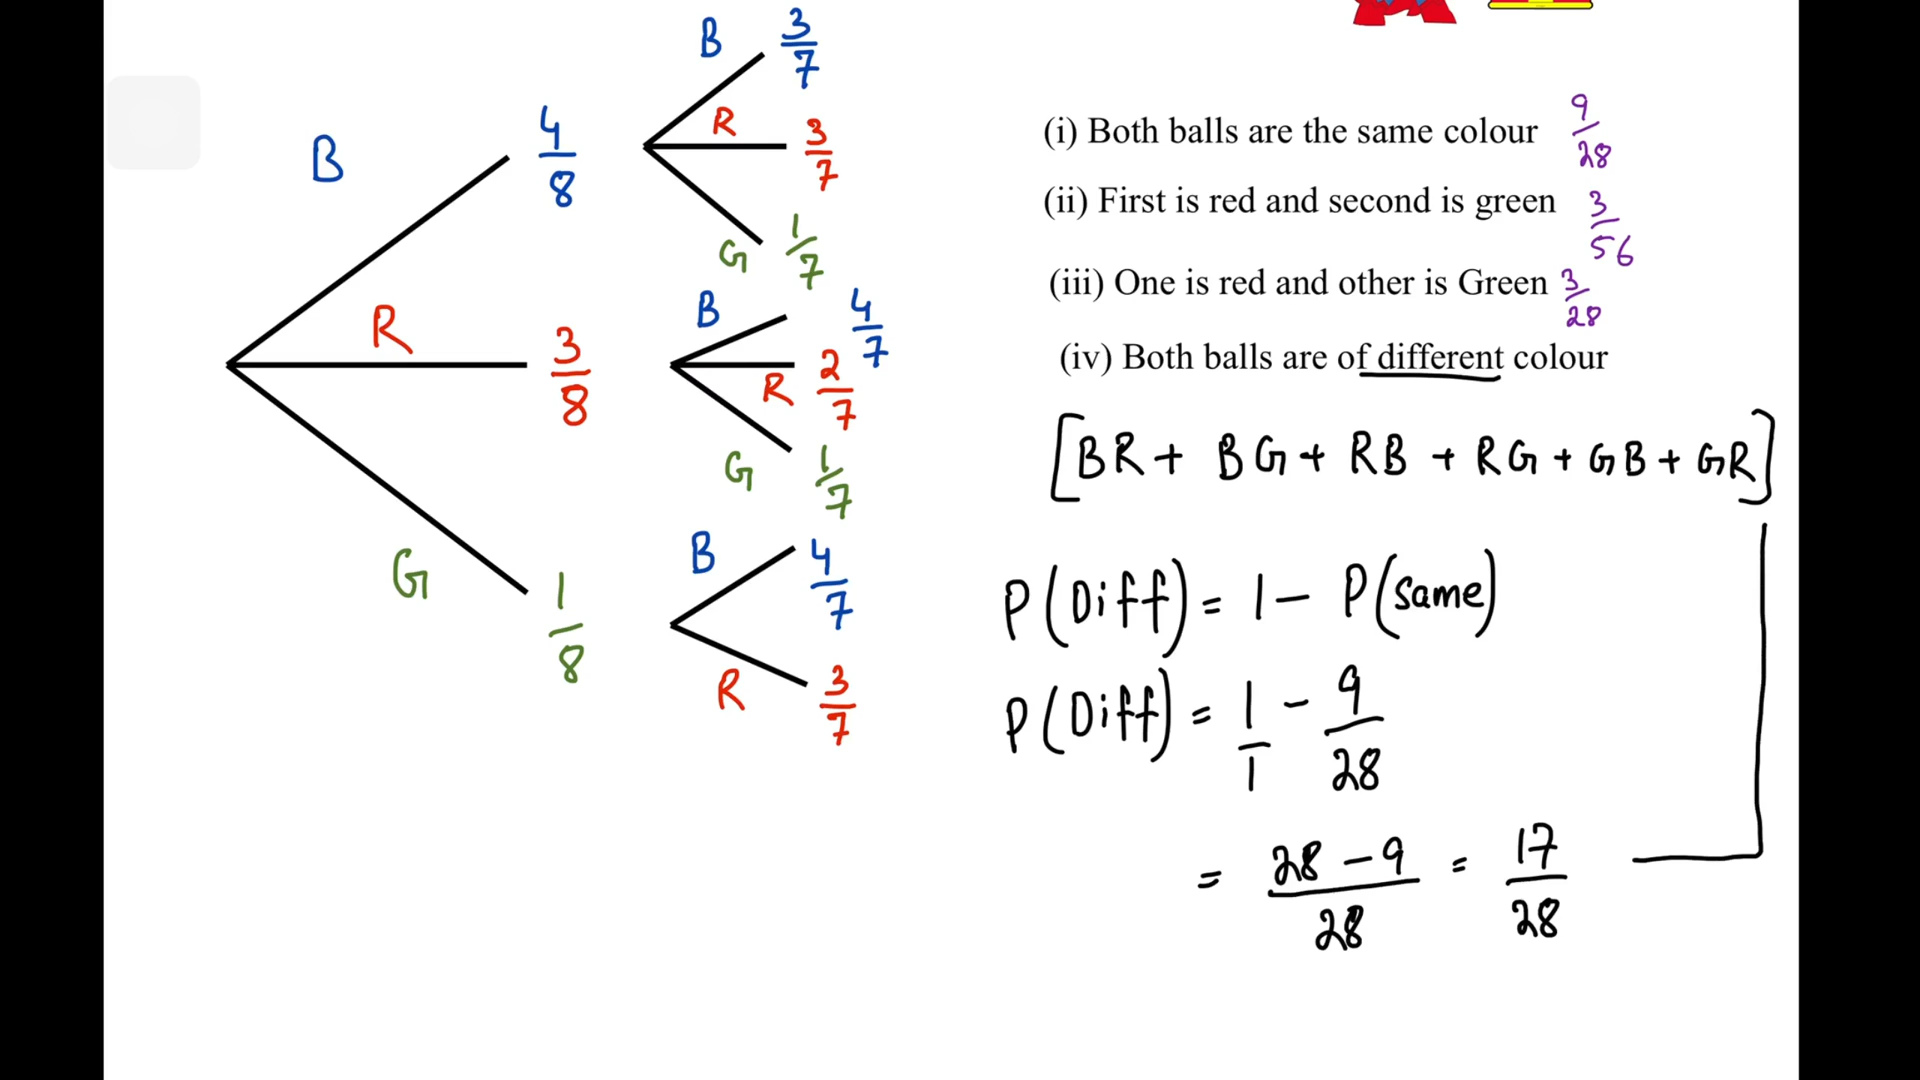 B 3/7
B 4/8
R 3/7
G 1/7
R 3/8
B 4/7
R 2/7
G 1/7
G 1/8
B 4/7
R 3/7
(i) Both balls are the same colour 9/28
(ii) First is red and second is green 3/56
(iii) One is red and other is Green 3/28
(iv) Both balls are of different colour
[BR + BG + RB + RG + GB + GR]
P(Diff) = 1 - P(same)
P(Diff) = 1/1 - 9/28
= 28 - 9/28 = 17/28